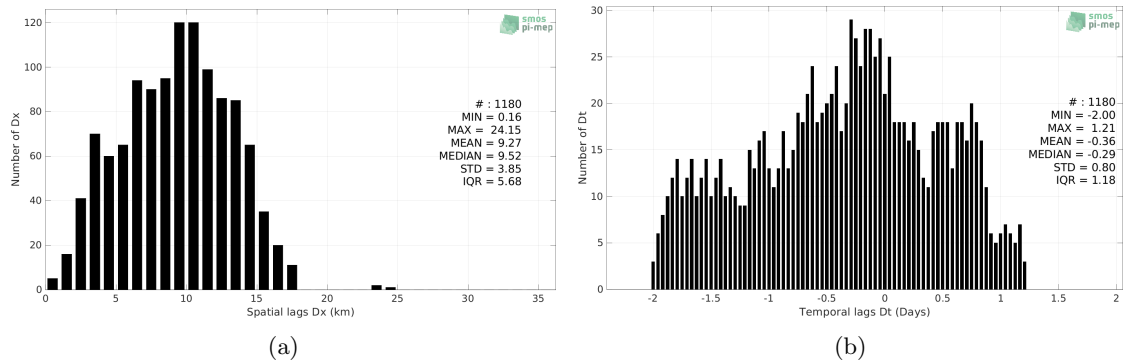 120
100
80
60
40
20
0
Number of Dx
0 5 10 15 20 25 30 35
Spatial lags Dx (km)
smos
pi-mep
# : 1180
MIN = 0.16
MAX = 24.15
MEAN = 9.27
MEDIAN = 9.52
STD = 3.85
IQR = 5.68
(a)
30
25
20
15
10
5
0
Number of Dt
-2 -1.5 -1 -0.5 0 0.5 1 1.5 2
Temporal lags Dt (Days)
smos
pi-mep
# : 1180
MIN = -2.00
MAX = 1.21
MEAN = -0.36
MEDIAN = -0.29
STD = 0.80
IQR = 1.18
(b)